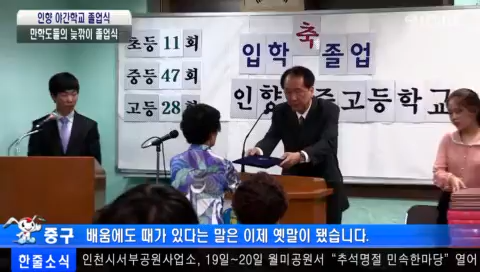 인향 야간학교 졸업식
만학도들의 늦깎이 졸업식
초등 11회
중등 47회
고등 28회
축
입학 졸업
인향 중고등학교
중구
배움에도 때가 있다는 말은 이제 옛말이 됐습니다.
한줄소식
인천시서부공원사업소, 19일~20일 월미공원서 "추석명절 민속한마당" 열어